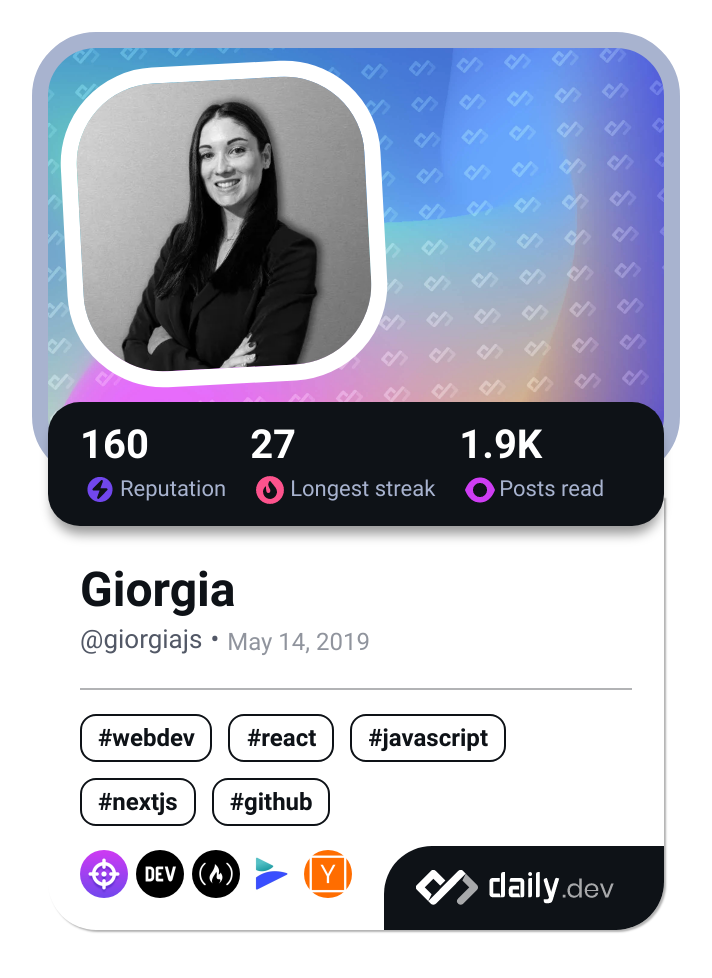 160 27 1.9K
Reputation Longest streak Posts read
Giorgia
@giorgiajs • May 14, 2019
#webdev #react #javascript
#nextjs #github
DEV Y
daily.dev